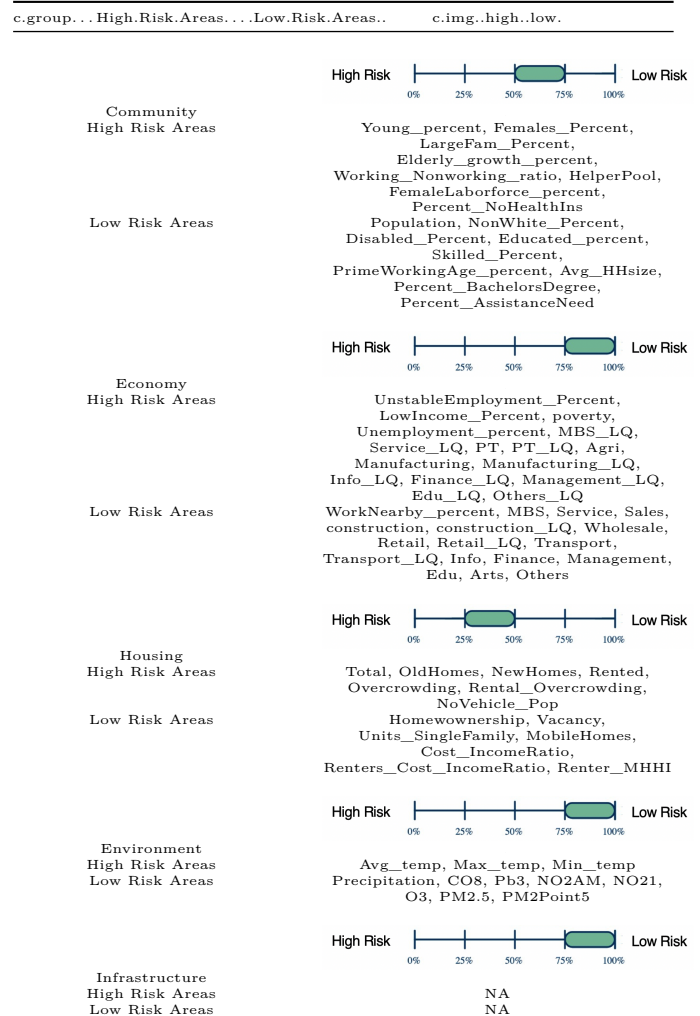 c.group...High.Risk.Areas....Low.Risk.Areas.. c.img..high..low.
High Risk Low Risk
0% 25% 50% 75% 100%
Community
High Risk Areas Young_percent, Females_Percent,
LargeFam_Percent,
Elderly_growth_percent,
Working_Nonworking_ratio, HelperPool,
FemaleLaborforce_percent,
Percent_NoHealthIns
Low Risk Areas Population, NonWhite_Percent,
Disabled_Percent, Educated_percent,
Skilled_Percent,
PrimeWorkingAge_percent, Avg_HHsize,
Percent_BachelorsDegree,
Percent_AssistanceNeed
High Risk Low Risk
0% 25% 50% 75% 100%
Economy
High Risk Areas UnstableEmployment_Percent,
LowIncome_Percent, poverty,
Unemployment_percent, MBS_LQ,
Service_LQ, PT, PT_LQ, Agri,
Manufacturing, Manufacturing_LQ,
Info_LQ, Finance_LQ, Management_LQ,
Edu_LQ, Others_LQ
Low Risk Areas WorkNearby_percent, MBS, Service, Sales,
construction, construction_LQ, Wholesale,
Retail, Retail_LQ, Transport,
Transport_LQ, Info, Finance, Management,
Edu, Arts, Others
High Risk Low Risk
0% 25% 50% 75% 100%
Housing
High Risk Areas Total, OldHomes, NewHomes, Rented,
Overcrowding, Rental_Overcrowding,
NoVehicle_Pop
Low Risk Areas Homewownership, Vacancy,
Units_SingleFamily, MobileHomes,
Cost_IncomeRatio,
Renters_Cost_IncomeRatio, Renter_MHHI
High Risk Low Risk
0% 25% 50% 75% 100%
Environment
High Risk Areas Avg_temp, Max_temp, Min_temp
Low Risk Areas Precipitation, CO8, Pb3, NO2AM, NO21,
O3, PM2.5, PM2Point5
High Risk Low Risk
0% 25% 50% 75% 100%
Infrastructure
High Risk Areas NA
Low Risk Areas NA